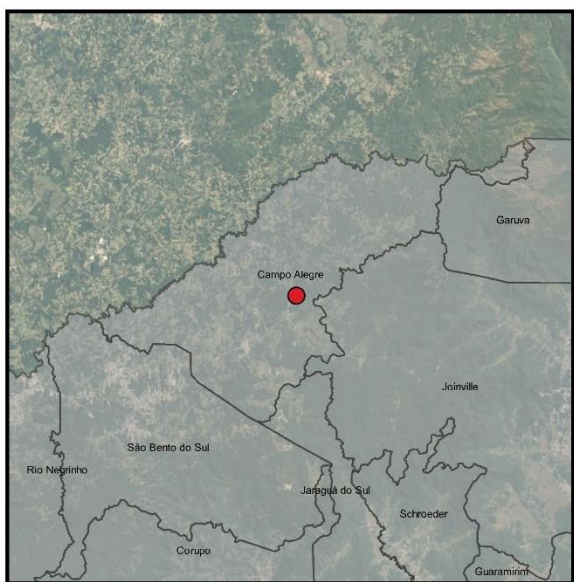 Garuva
Campo Alegre
Joinville
São Bento do Sul
Rio Negrinho
Jaraguá do Sul
Schroeder
Corupo
Guaramirim